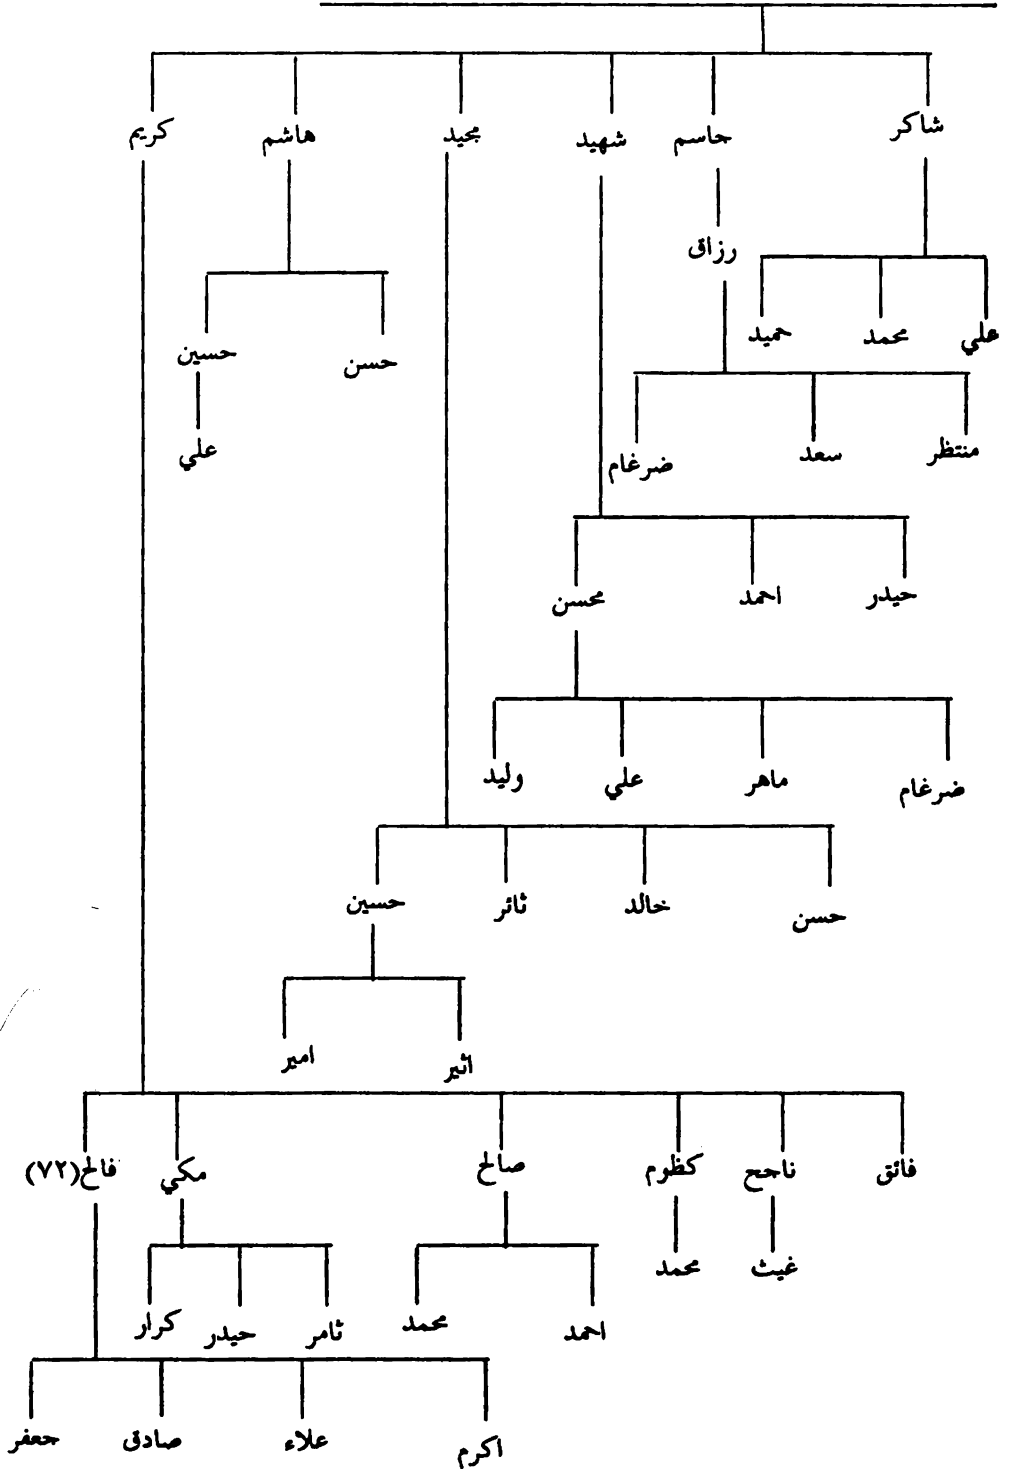 شاكر جاسم شهيد مجيد هاشم كريم
رزاق
علي محمد حميد
حسن حسين
منتظر سعد ضرغام
علي
حيدر احمد محسن
ضرغام ماهر علي وليد
حسن خالد ثائر حسين
اثير امير
فائق ناجح كظوم صالح مكي فالح(٧٢)
غيث محمد
احمد محمد ثامر حيدر كرار
اكرم علاء صادق جعفر